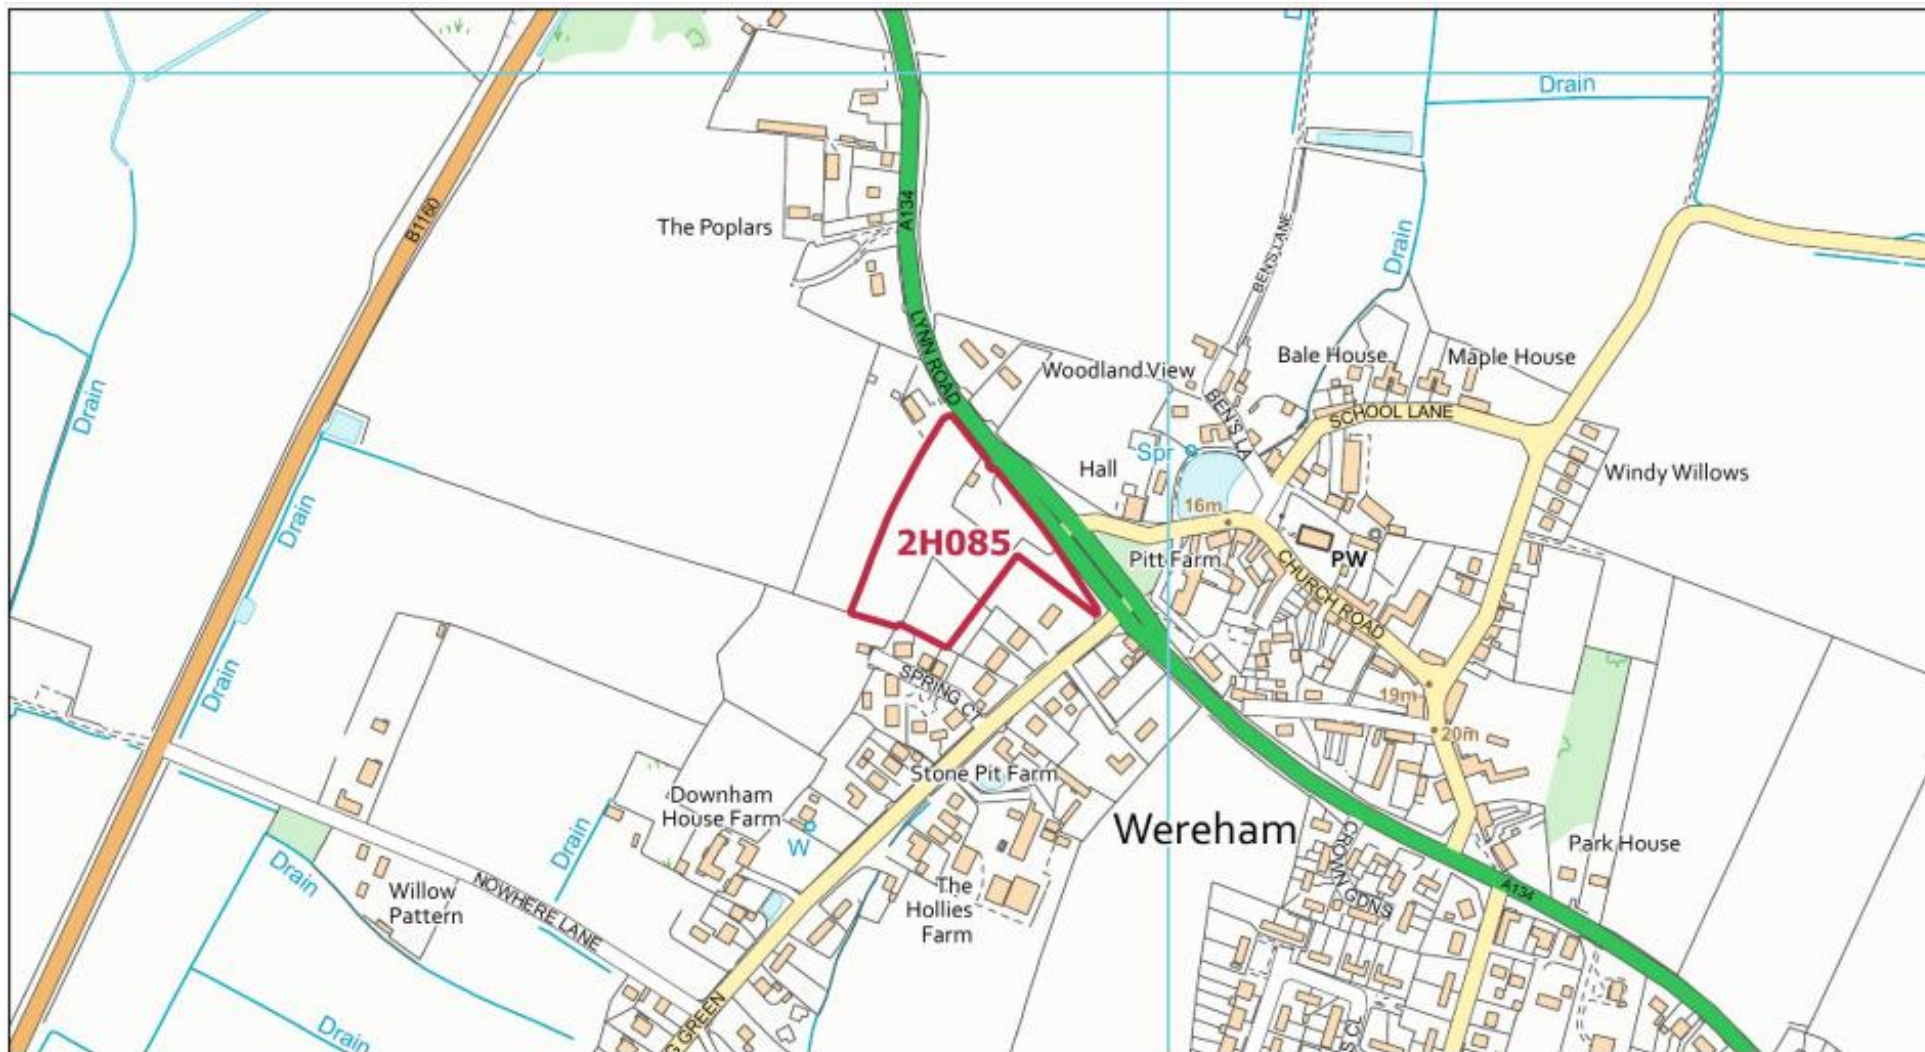 Drain
B1160
A134
The Poplars
BEN'S LANE
Drain
LYNN ROAD
Woodland View
Bale House
Maple House
Drain
BEN'S LA
SCHOOL LANE
Spr
Hall
Windy Willows
16m
Drain
2H085
Pitt Farm
PW
CHURCH ROAD
Drain
SPRING CT
19m
20m
Stone Pit Farm
Downham
House Farm
W
Wereham
Drain
CROWN GDNS
Park House
Drain
Willow
Pattern
NOWHERE LANE
The
Hollies
Farm
A134
G GREEN
Drain
S CL